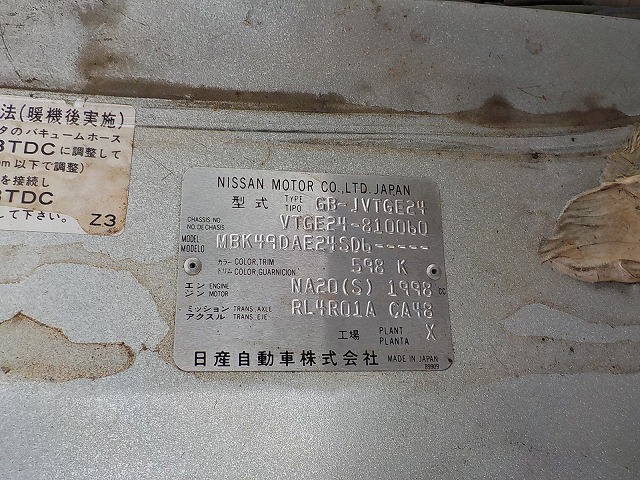 法(暖機後実施)
タのバキュームホース
BTDCに調整して
m以下で調整)
を接続し
BTDC
して下さい。 Z3
NISSAN MOTOR CO.,LTD. JAPAN
型式 TYPE TIPO GB-JVTGE24
CHASSIS NO. NO. DE CHASIS VTGE24-810060
MODEL MODELO MBK49DAE24SD6-----
カラー COLOR,TRIM トリム COLOR,GUARNICION 598 K
エンジン ENGINE MOTOR NA20(S) 1998 CC
ミッション TRANS.AXLE アクスル TRANS.EJE RL4R01A CA48
工場 PLANT PLANTA X
日産自動車株式会社 MADE IN JAPAN
89909